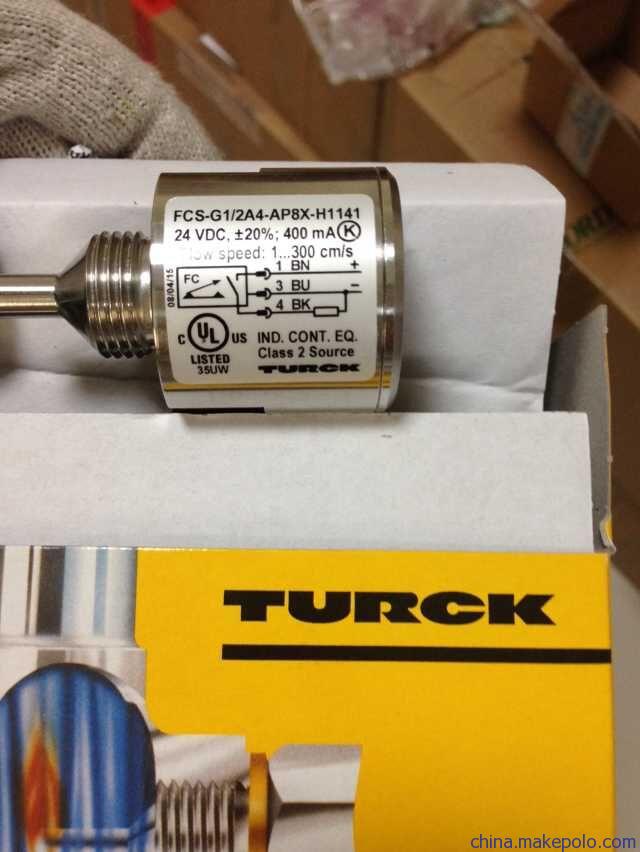 FCS-G1/2A4-AP8X-H1141
24 VDC, ±20%; 400 mA K
Flow speed: 1...300 cm/s
08/04/15
FC
1 BN +
3 BU −
4 BK
C UL US
LISTED
35UW
IND. CONT. EQ.
Class 2 Source
TURCK
TURCK
china.makepolo.com